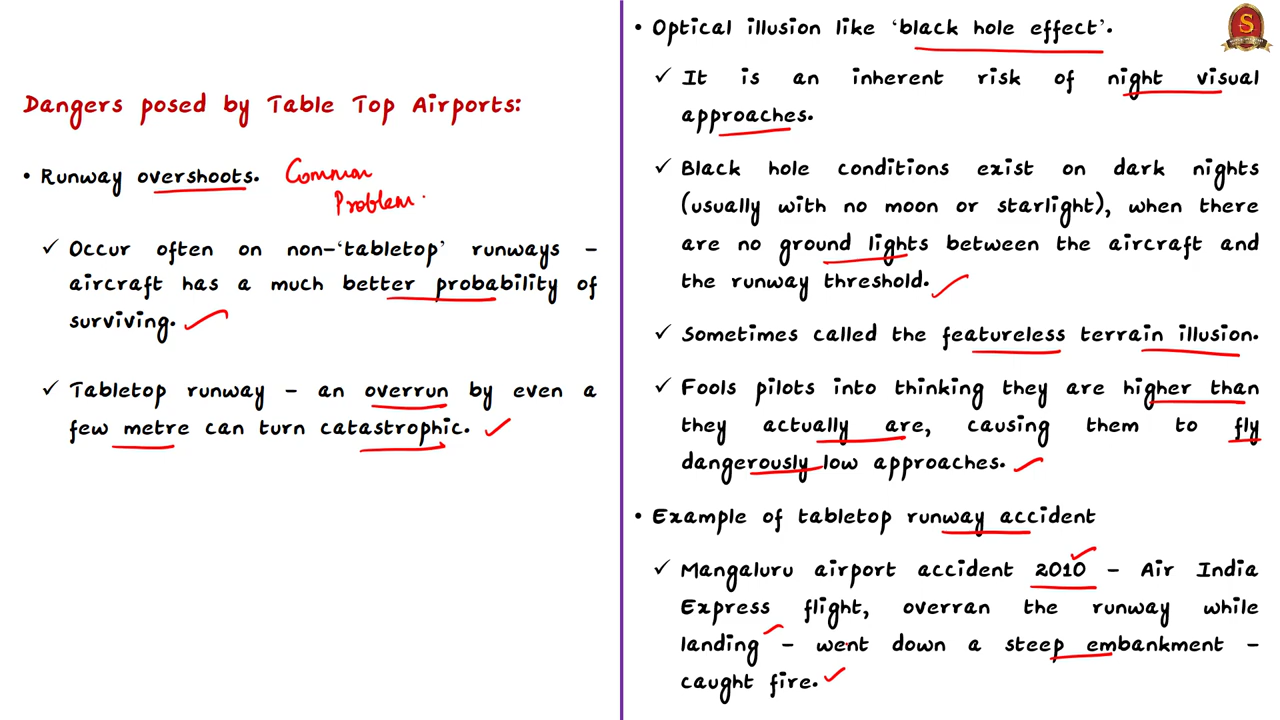 Dangers posed by Table Top Airports:
• Runway overshoots. Common
Problem.
✓ Occur often on non-‘tabletop’ runways –
aircraft has a much better probability of
surviving.
✓ Tabletop runway – an overrun by even a
few metre can turn catastrophic.
• Optical illusion like ‘black hole effect’.
✓ It is an inherent risk of night visual
approaches.
✓ Black hole conditions exist on dark nights
(usually with no moon or starlight), when there
are no ground lights between the aircraft and
the runway threshold.
✓ Sometimes called the featureless terrain illusion.
✓ Fools pilots into thinking they are higher than
they actually are, causing them to fly
dangerously low approaches.
• Example of tabletop runway accident
✓ Mangaluru airport accident 2010 – Air India
Express flight, overran the runway while
landing – went down a steep embankment –
caught fire.
S